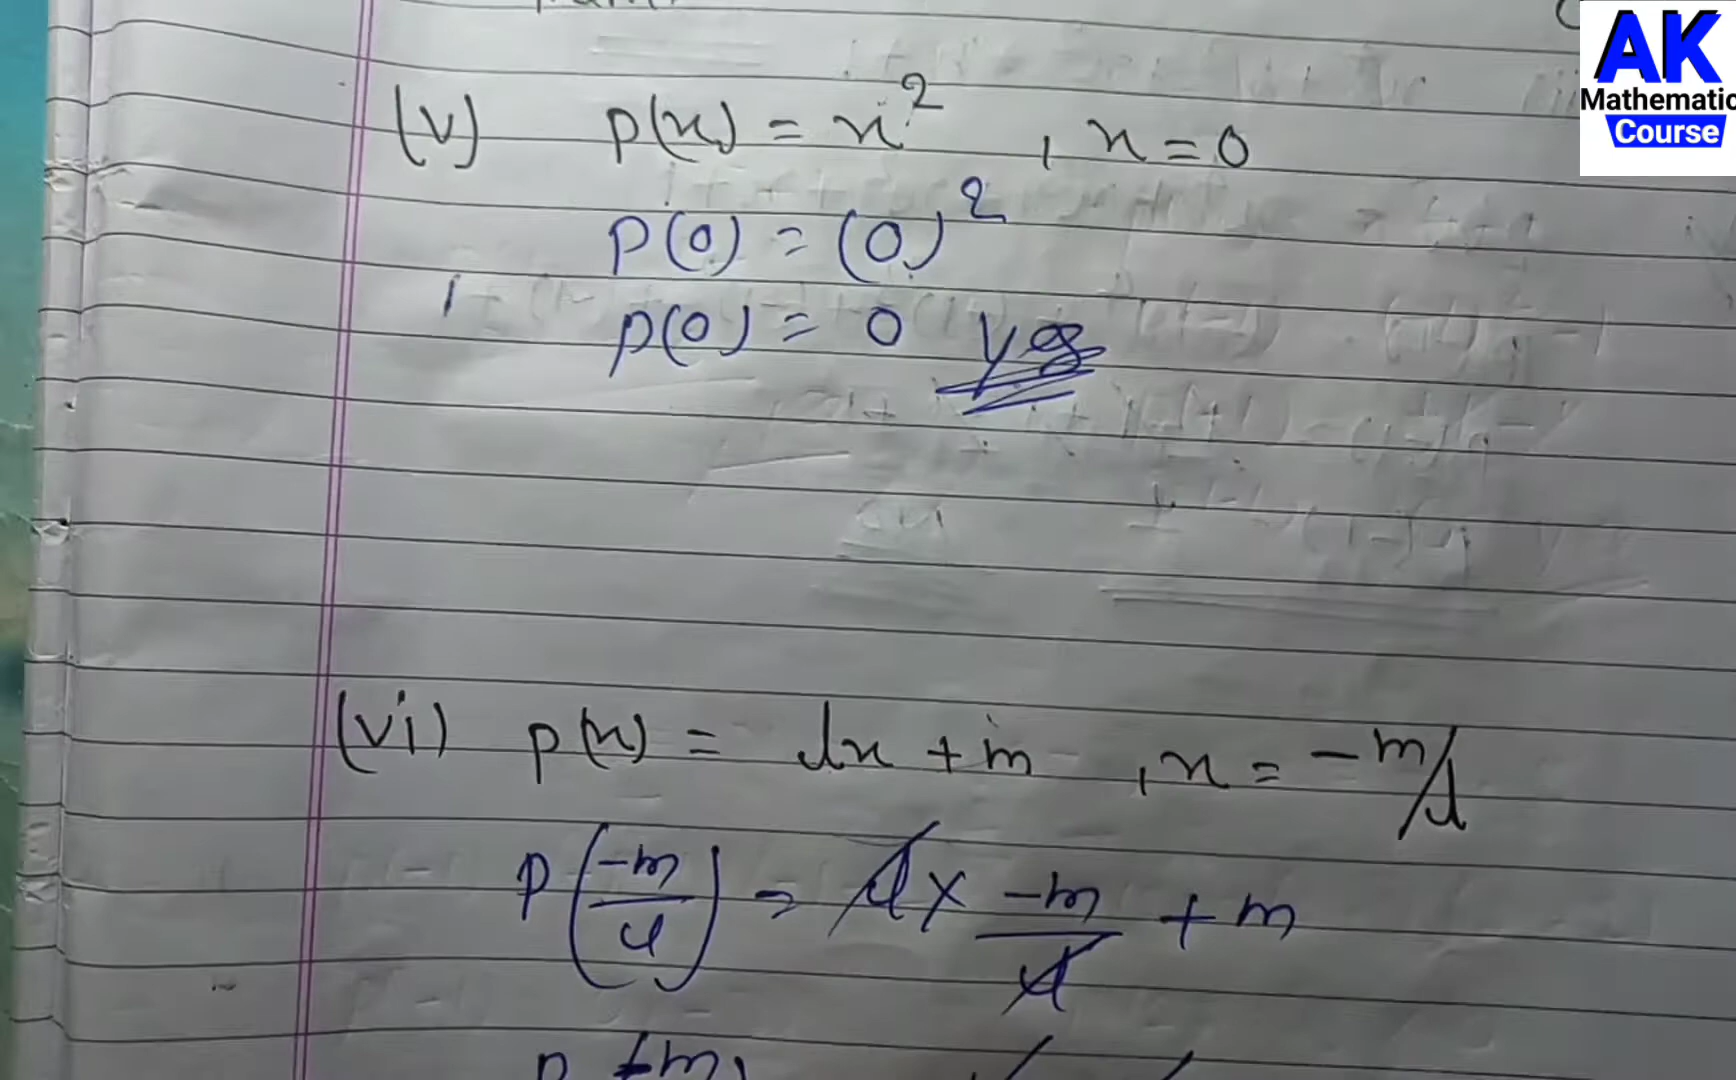 AK
Mathematic
Course
(v) p(x) = x² , x = 0
P(0) = (0)²
p(0) = 0 yes
(vi) p(x) = lx + m , x = -m/l
P(-m/l) = l × -m/l + m